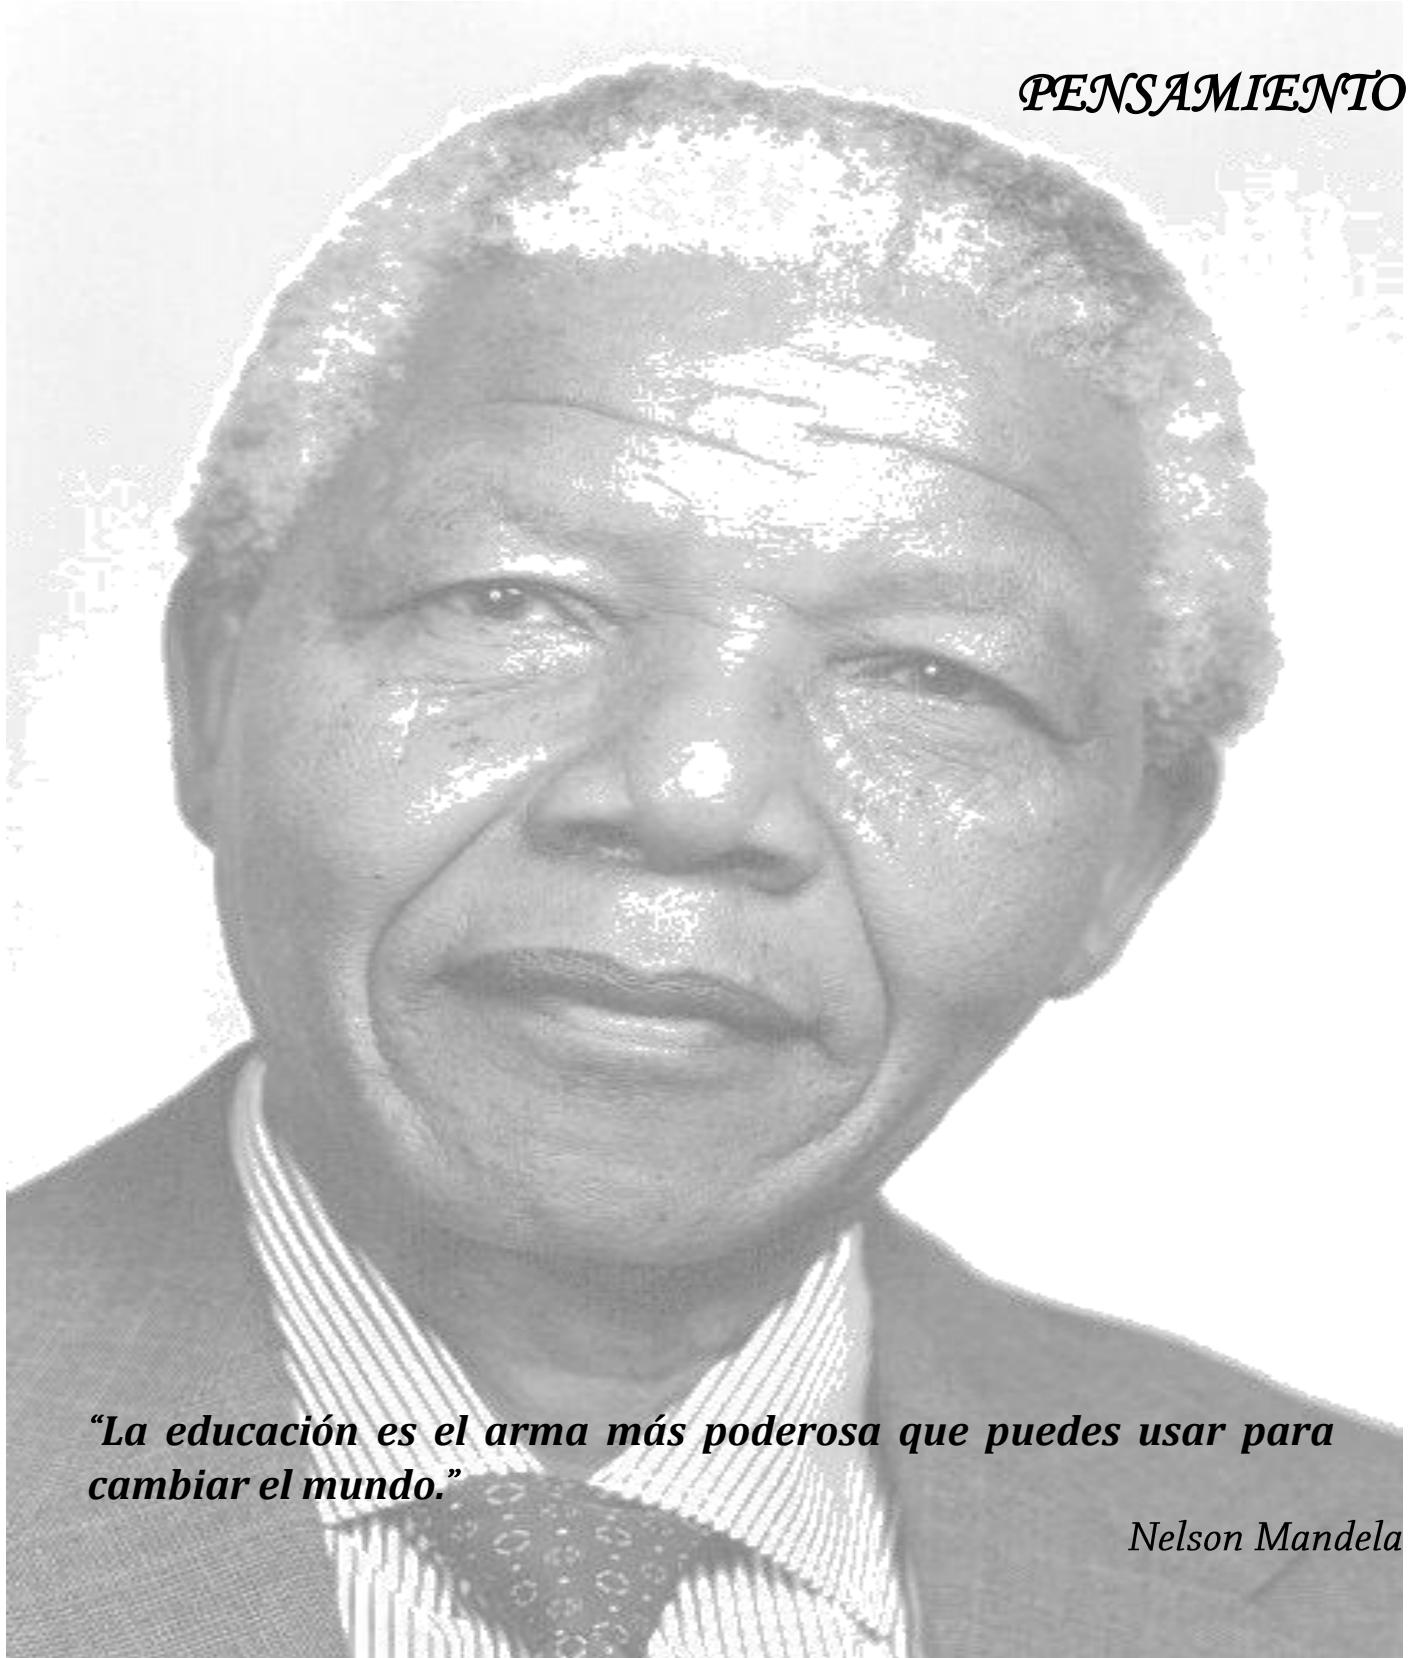 PENSAMIENTO
“La educación es el arma más poderosa que puedes usar para
cambiar el mundo.”
Nelson Mandela